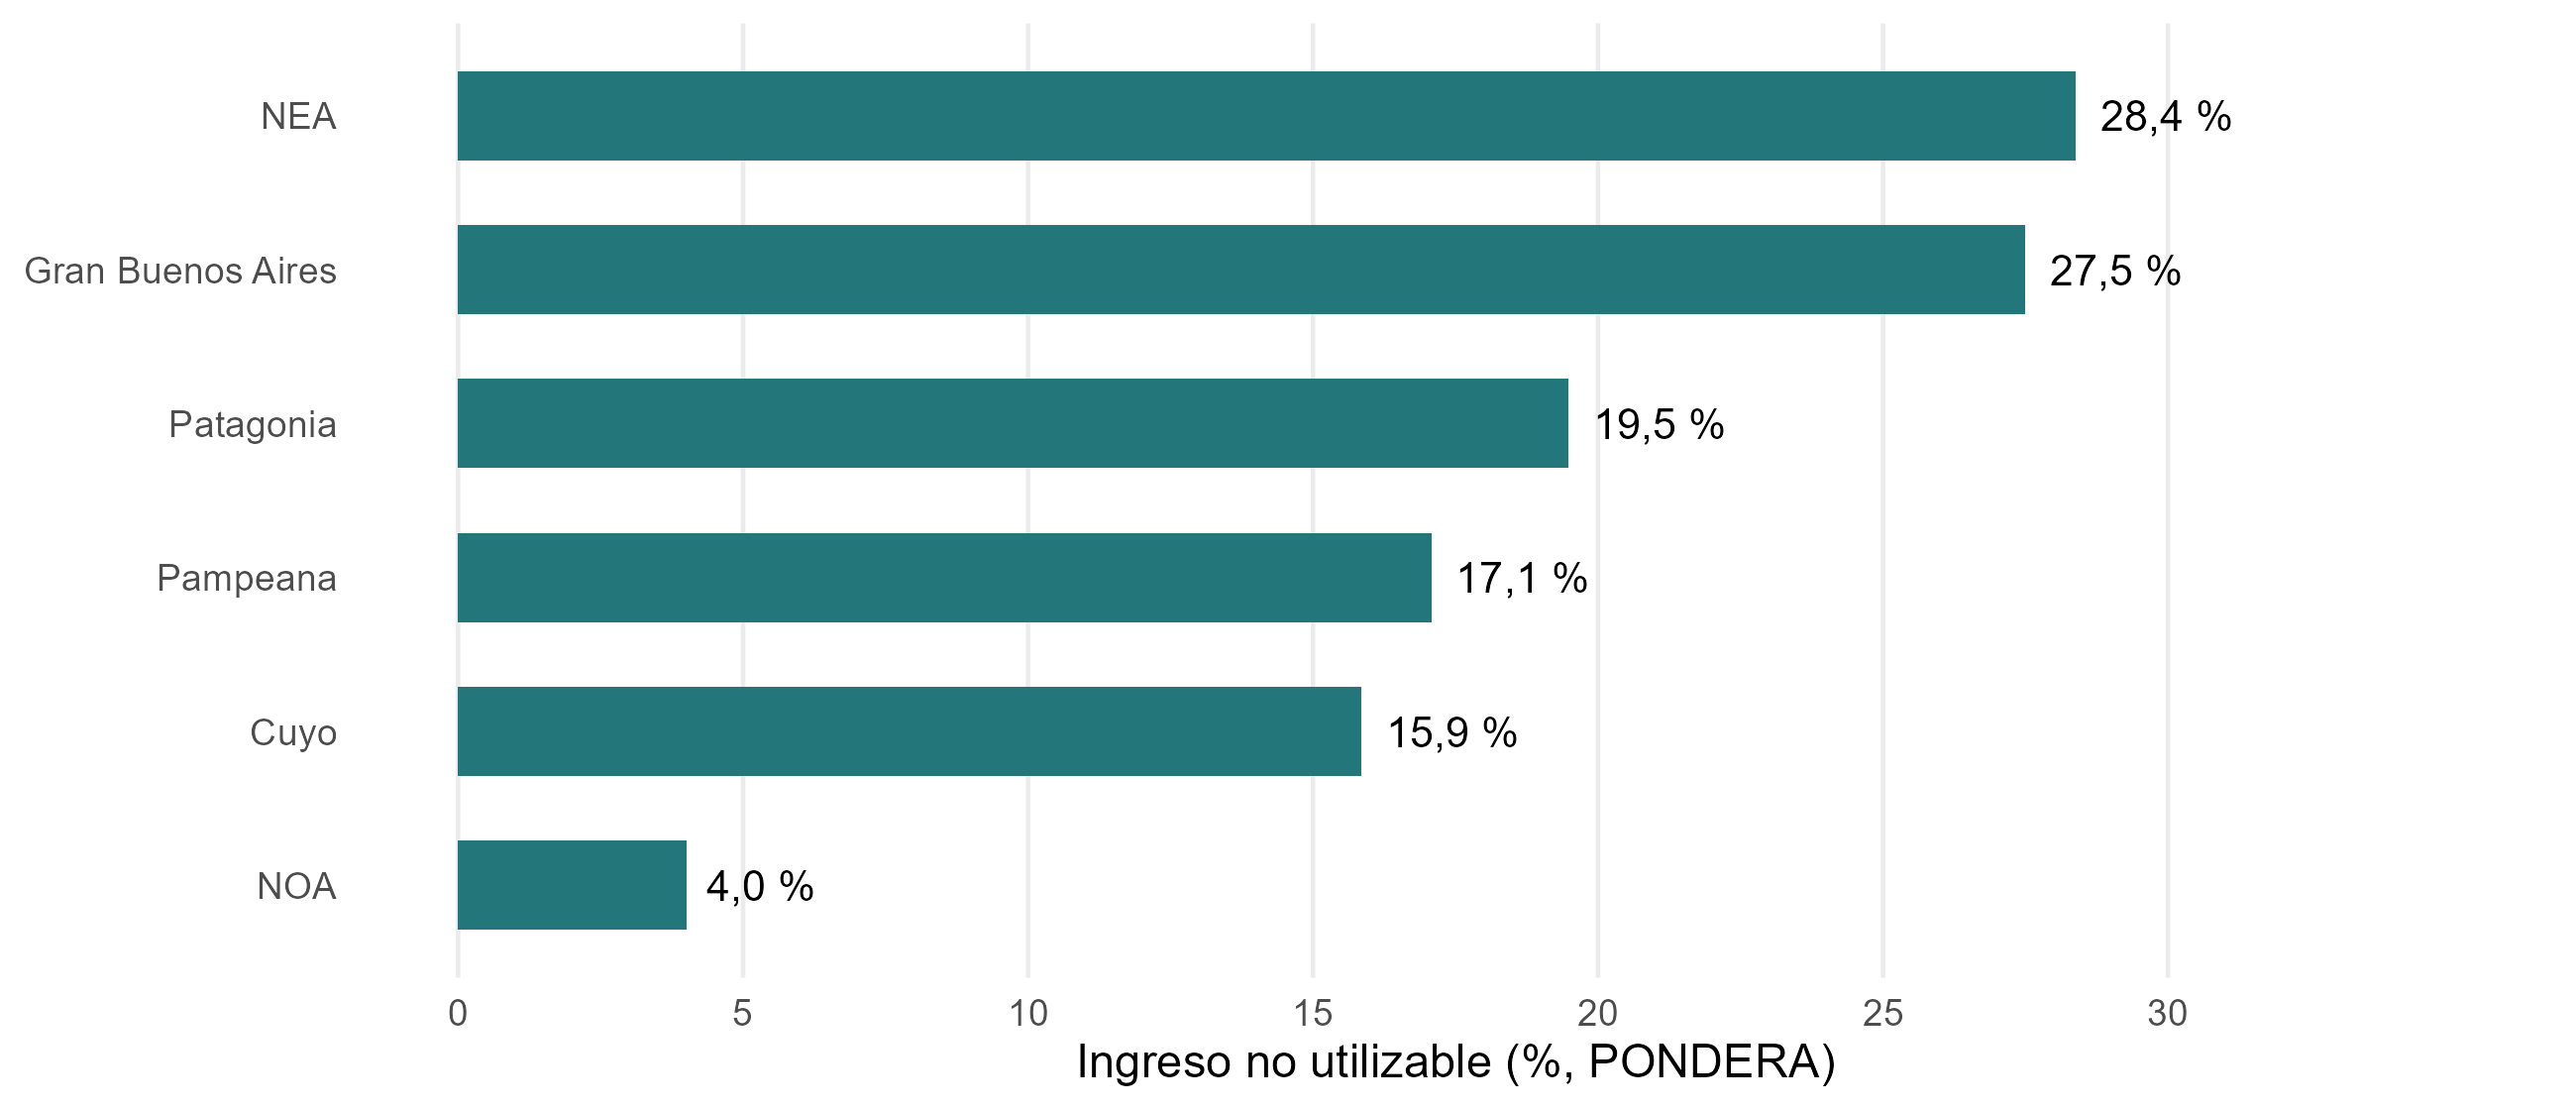 NEA
28,4 %
Gran Buenos Aires
27,5 %
Patagonia
19,5 %
Pampeana
17,1 %
Cuyo
15,9 %
NOA
4,0 %
0 5 10 15 20 25 30
Ingreso no utilizable (%, PONDERA)